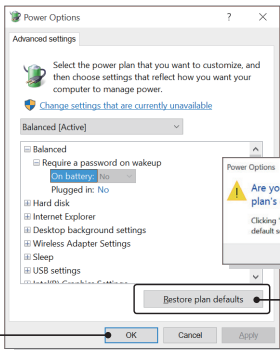 Power Options
Advanced settings
Select the power plan that you want to customize, and
then choose settings that reflect how you want your
computer to manage power.
Change settings that are currently unavailable
Balanced [Active]
Balanced
Require a password on wakeup
On battery: No
Plugged in: No
Hard disk
Internet Explorer
Desktop background settings
Wireless Adapter Settings
Sleep
USB settings
Intel(R) Graphics Settings
Power Options
Are yo
plan's
Clicking
default s
Restore plan defaults
OK
Cancel
Apply